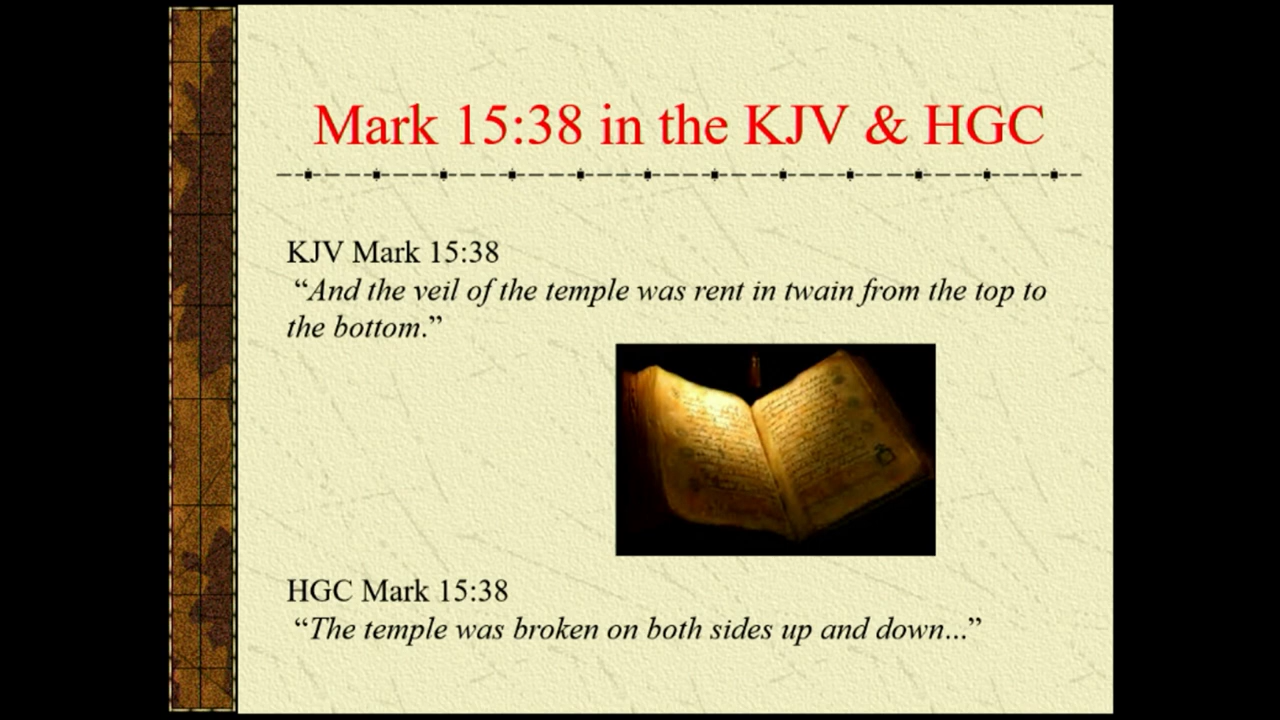 Mark 15:38 in the KJV & HGC
KJV Mark 15:38
“And the veil of the temple was rent in twain from the top to
the bottom.”
HGC Mark 15:38
“The temple was broken on both sides up and down...”